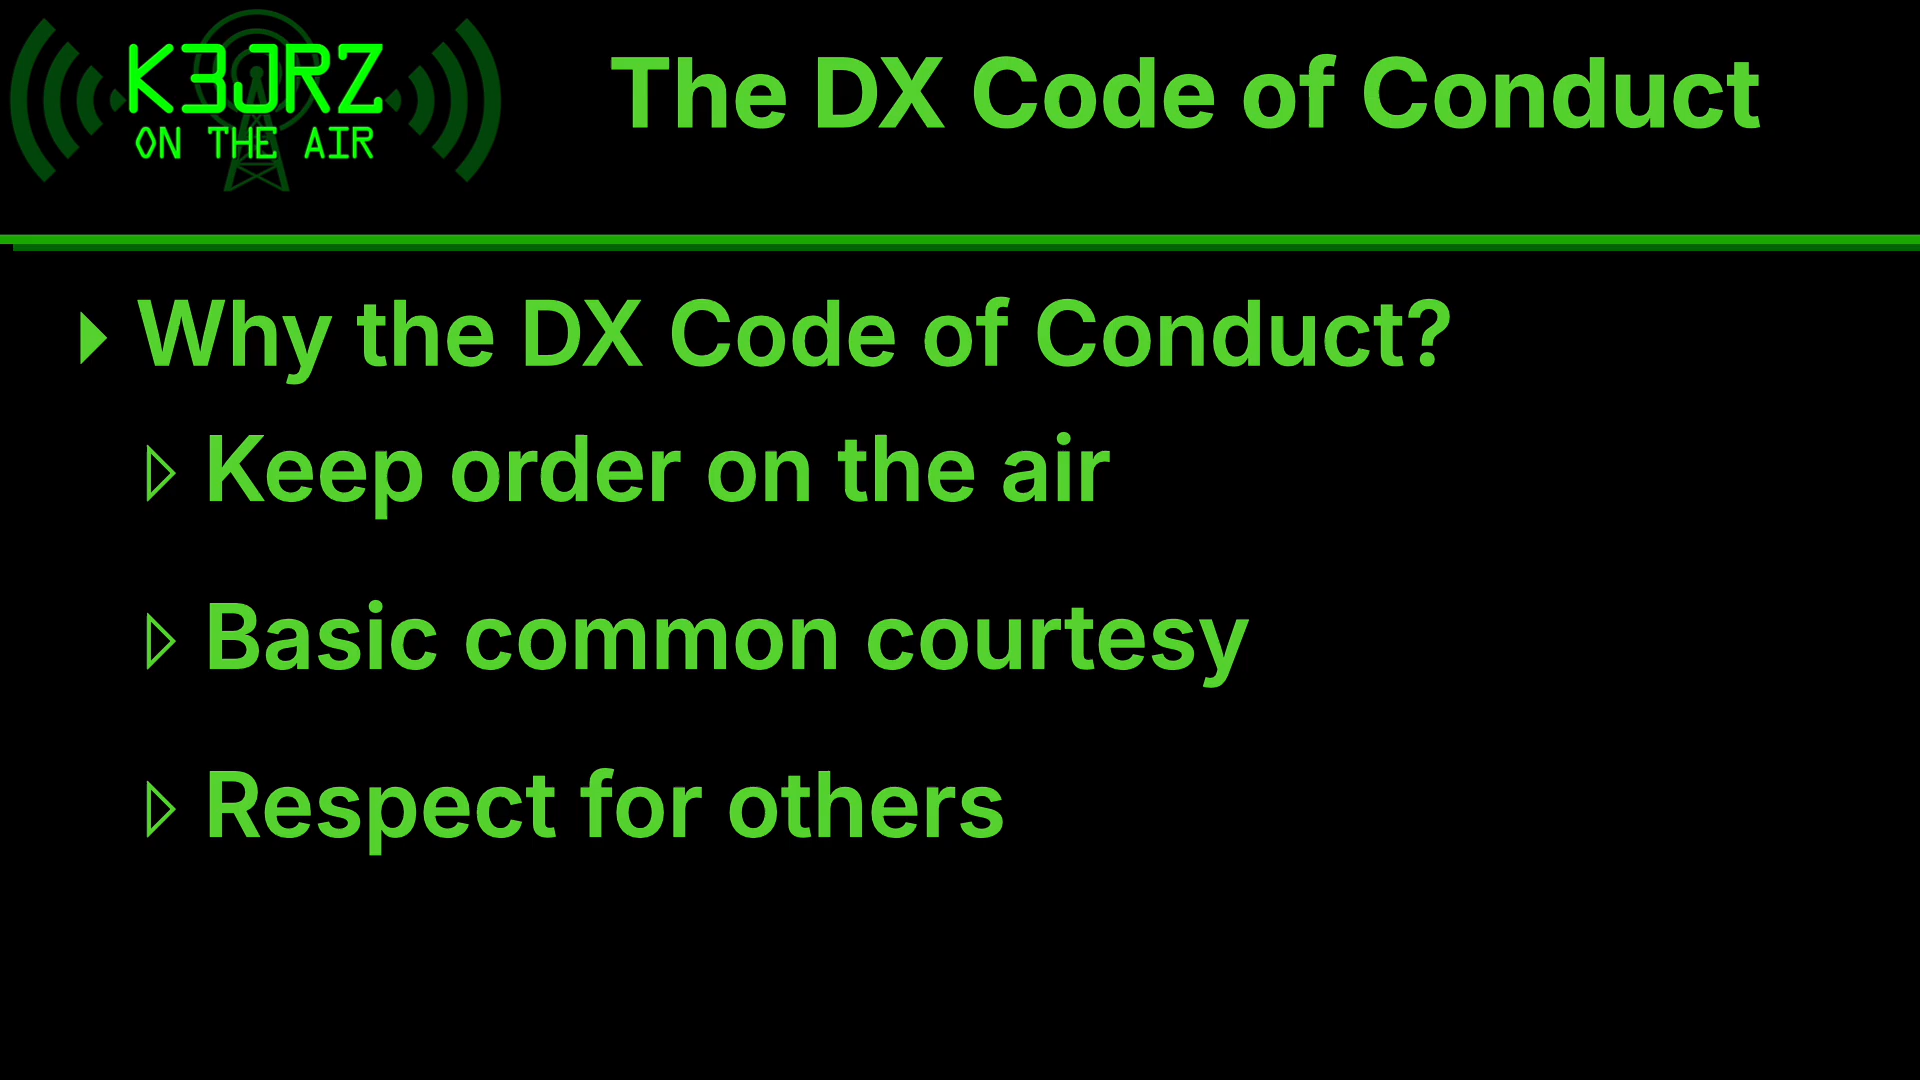 K3JRZ
ON THE AIR
The DX Code of Conduct
Why the DX Code of Conduct?
Keep order on the air
Basic common courtesy
Respect for others